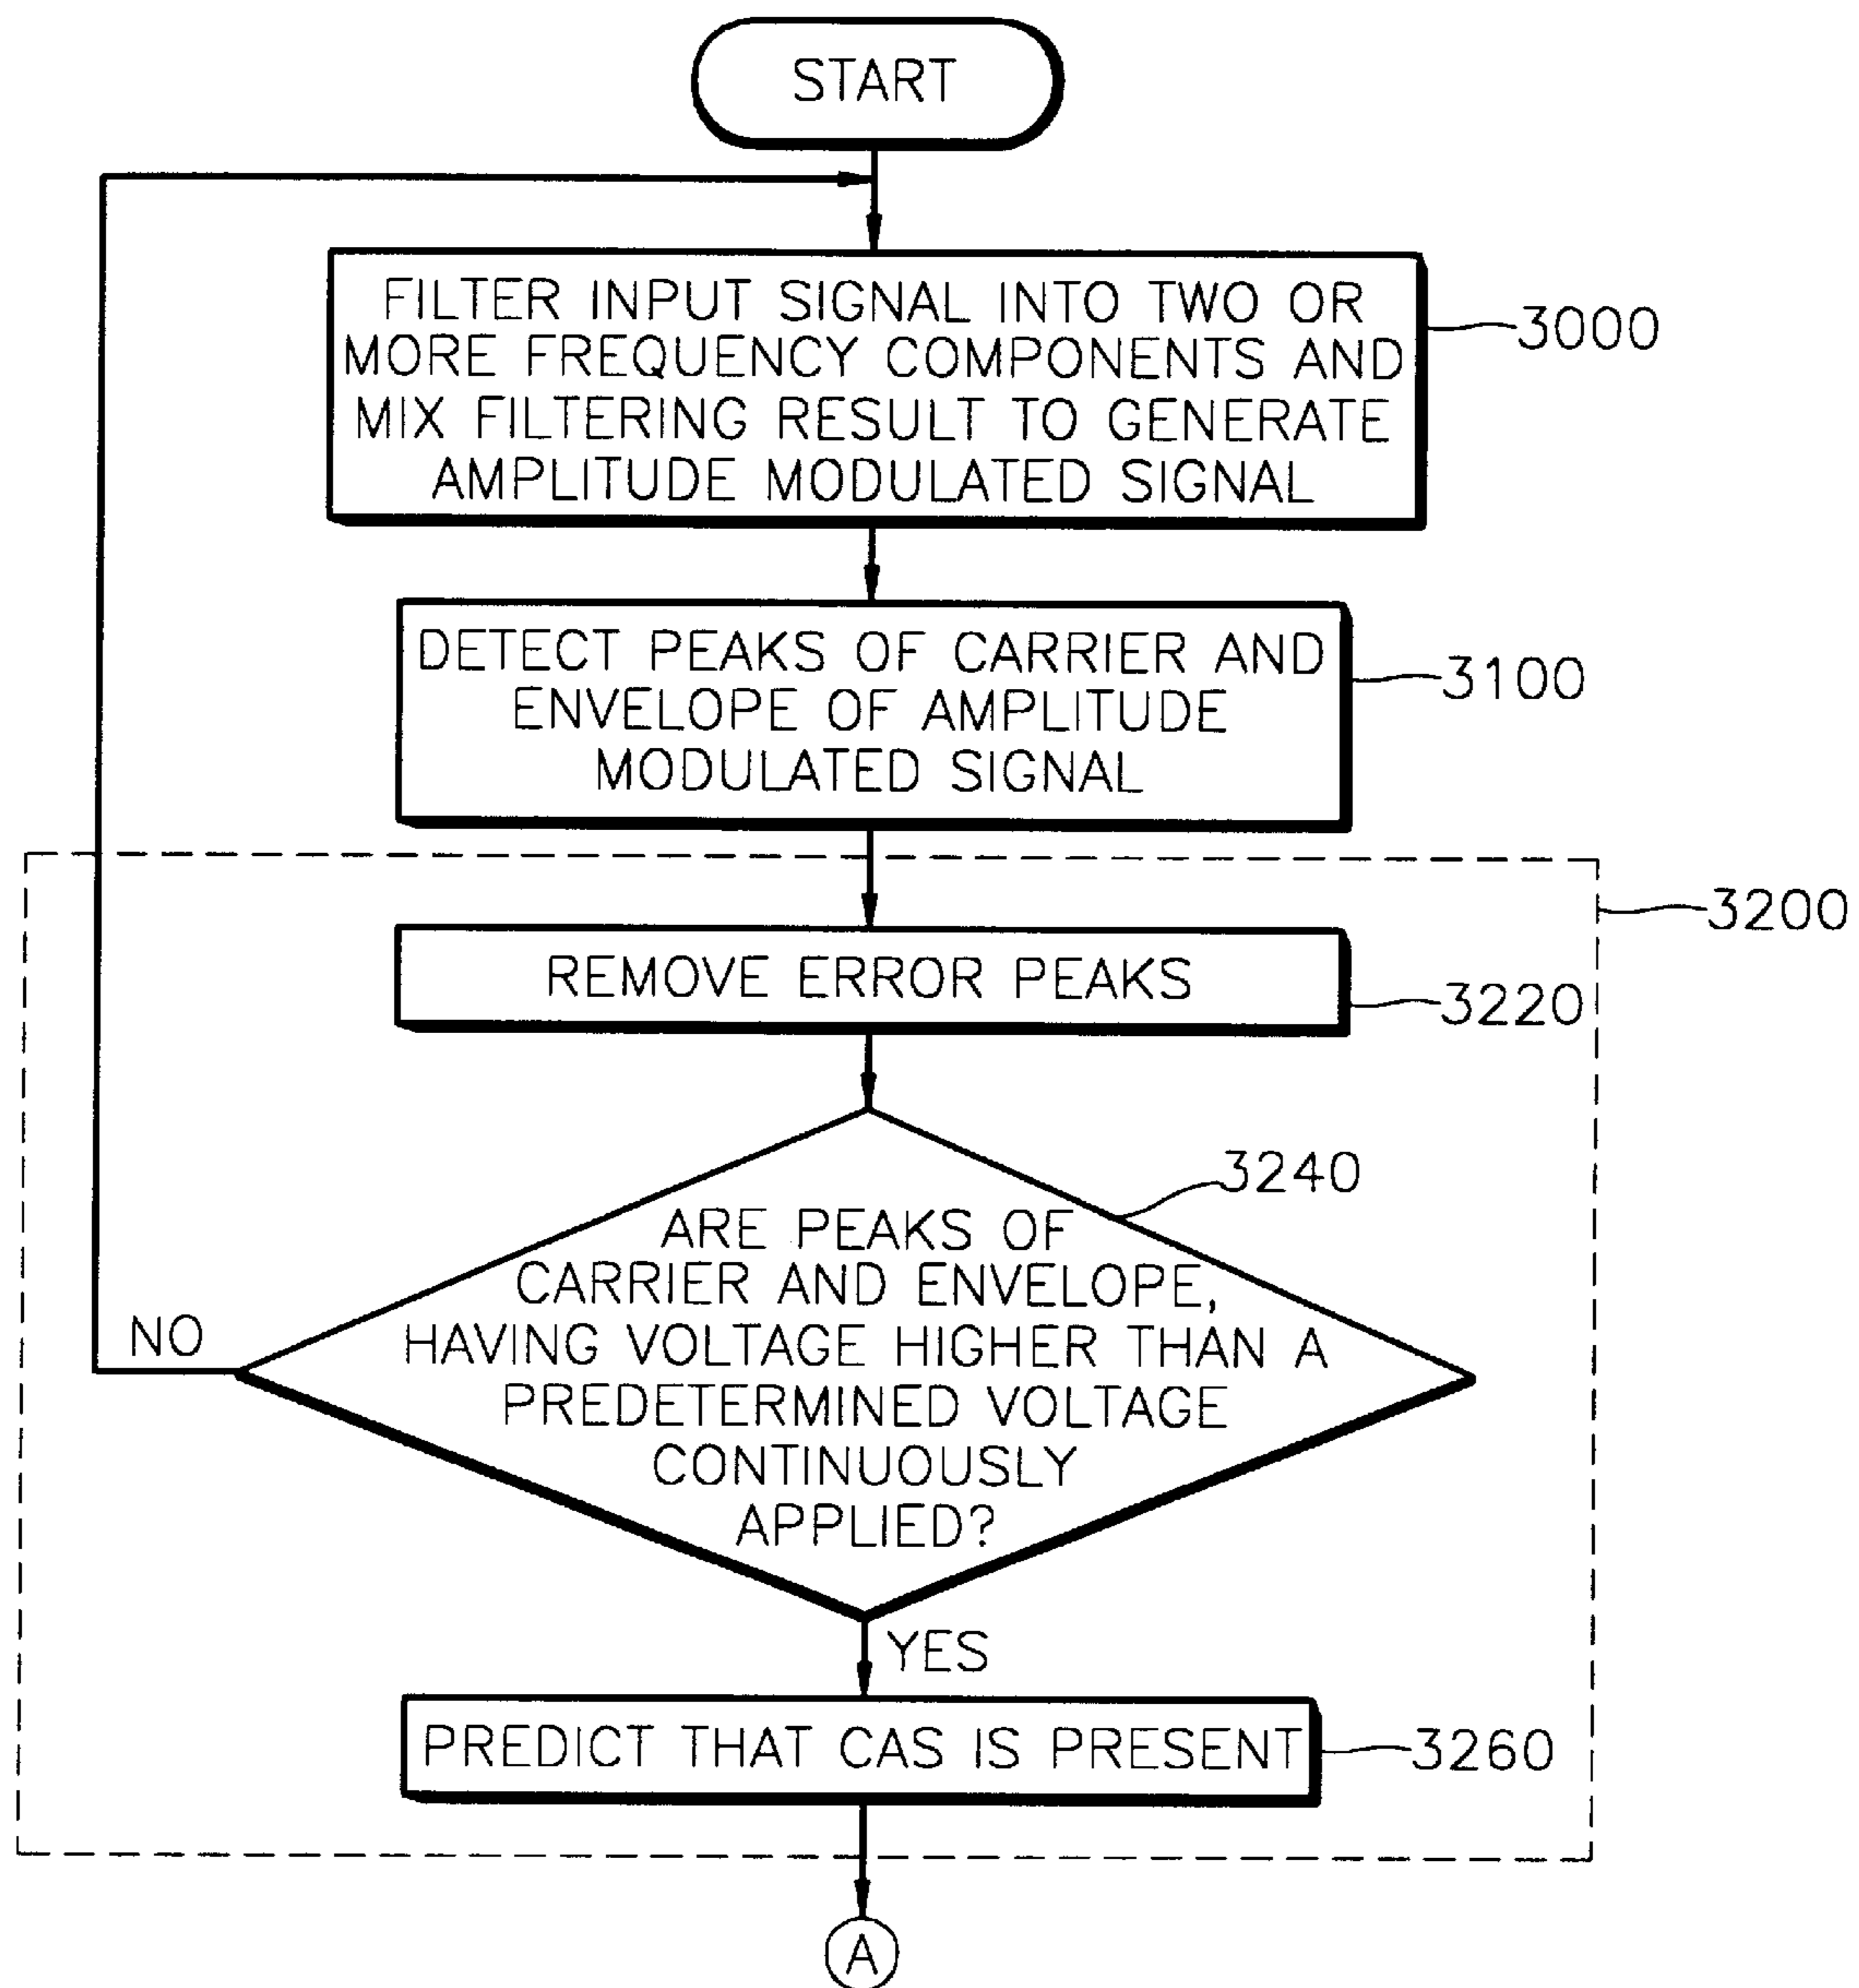 START
FILTER INPUT SIGNAL INTO TWO OR
MORE FREQUENCY COMPONENTS AND
MIX FILTERING RESULT TO GENERATE
AMPLITUDE MODULATED SIGNAL
3000
DETECT PEAKS OF CARRIER AND
ENVELOPE OF AMPLITUDE
MODULATED SIGNAL
3100
3200
REMOVE ERROR PEAKS
3220
3240
ARE PEAKS OF
CARRIER AND ENVELOPE,
HAVING VOLTAGE HIGHER THAN A
PREDETERMINED VOLTAGE
CONTINUOUSLY
APPLIED?
NO
YES
PREDICT THAT CAS IS PRESENT
3260
A